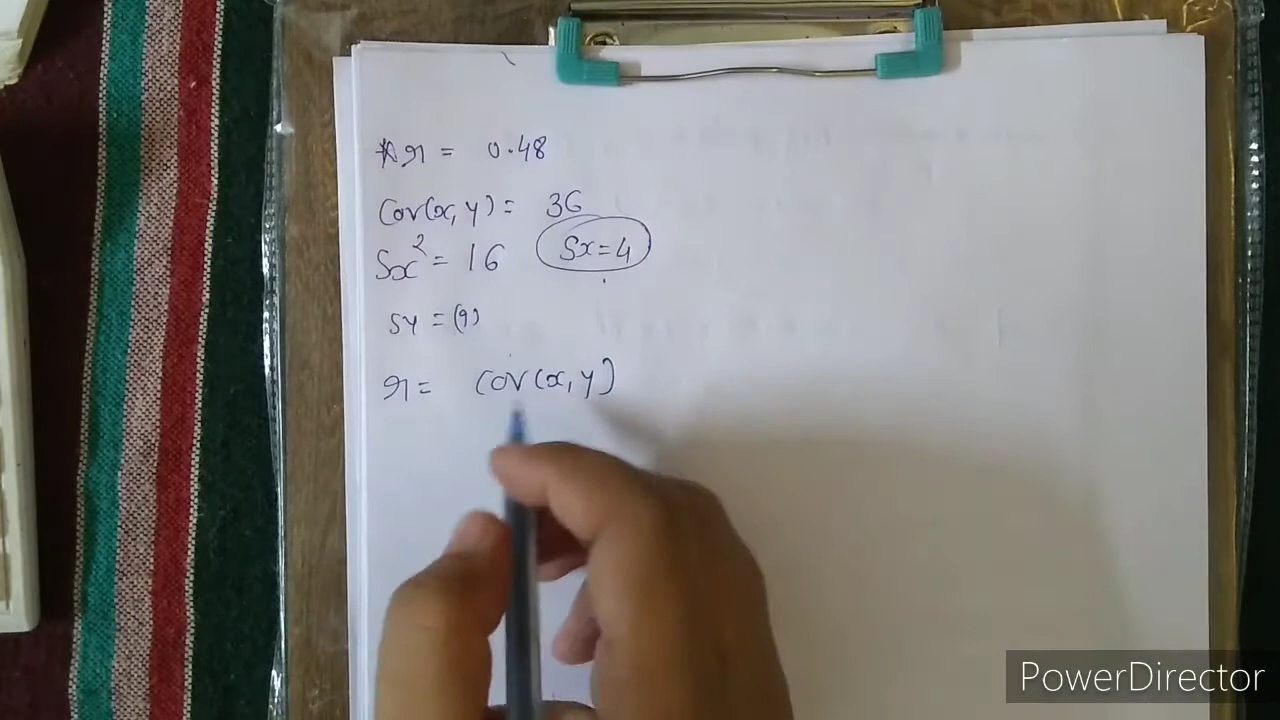 r = 0.48
Cov(x, y) = 36
Sx² = 16 Sx = 4
SY = (?)
r = Cov(x, y)
PowerDirector